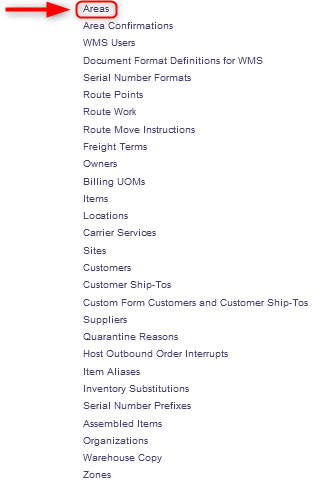 Areas
Area Confirmations
WMS Users
Document Format Definitions for WMS
Serial Number Formats
Route Points
Route Work
Route Move Instructions
Freight Terms
Owners
Billing UOMs
Items
Locations
Carrier Services
Sites
Customers
Customer Ship-Tos
Custom Form Customers and Customer Ship-Tos
Suppliers
Quarantine Reasons
Host Outbound Order Interrupts
Item Aliases
Inventory Substitutions
Serial Number Prefixes
Assembled Items
Organizations
Warehouse Copy
Zones